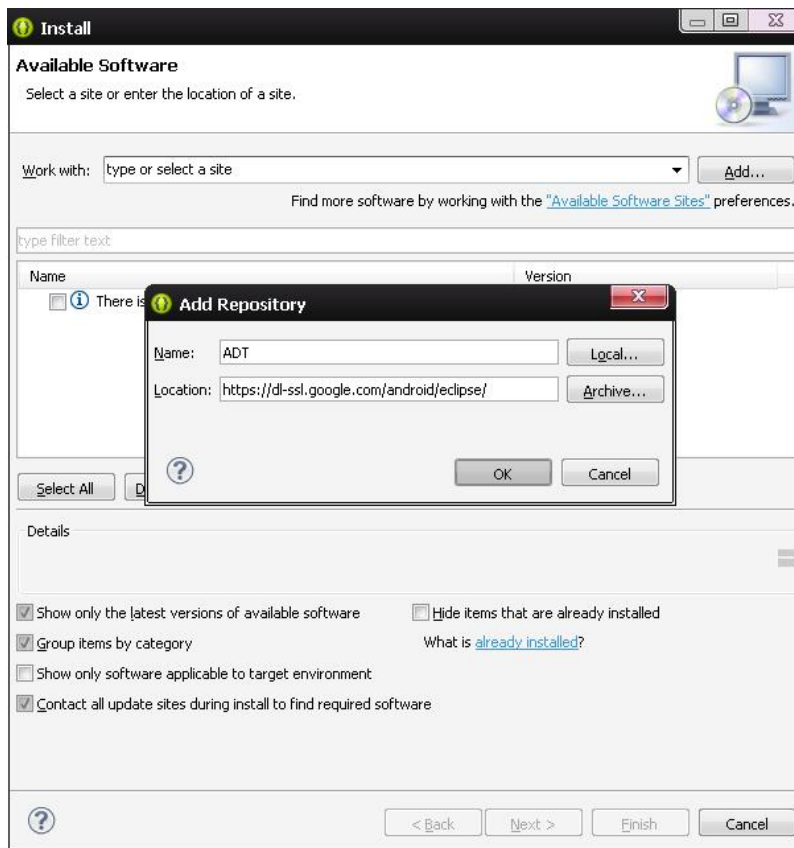 Install
Available Software
Select a site or enter the location of a site.
Work with: type or select a site Add...
Find more software by working with the "Available Software Sites" preferences.
type filter text
Name Version
There is
Add Repository
Name: ADT Local...
Location: https://dl-ssl.google.com/android/eclipse/ Archive...
OK Cancel
Select All D
Details
Show only the latest versions of available software Hide items that are already installed
Group items by category What is already installed?
Show only software applicable to target environment
Contact all update sites during install to find required software
< Back Next > Finish Cancel